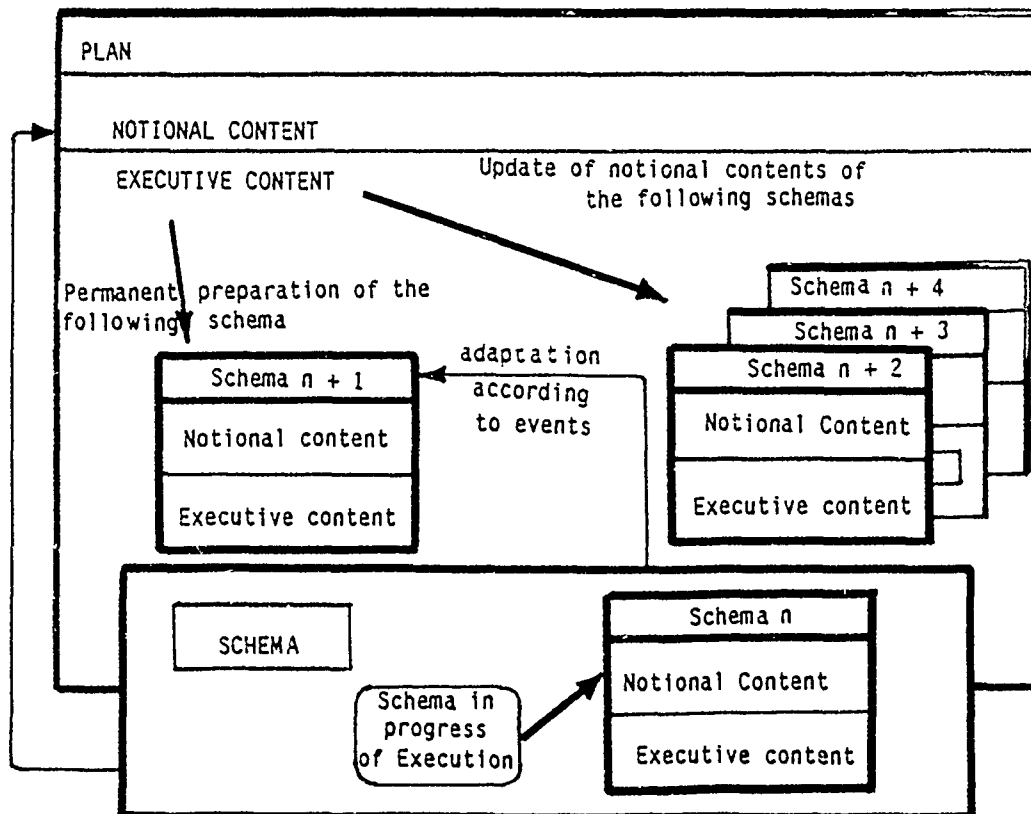 PLAN
NOTIONAL CONTENT
EXECUTIVE CONTENT
Update of notional contents of
the following schemas
Permanent preparation of the
following schema
Schema n + 4
Schema n + 3
Schema n + 2
Notional Content
Executive content
adaptation
according
to events
Schema n + 1
Notional content
Executive content
SCHEMA
Schema in
progress
of Execution
Schema n
Notional Content
Executive content